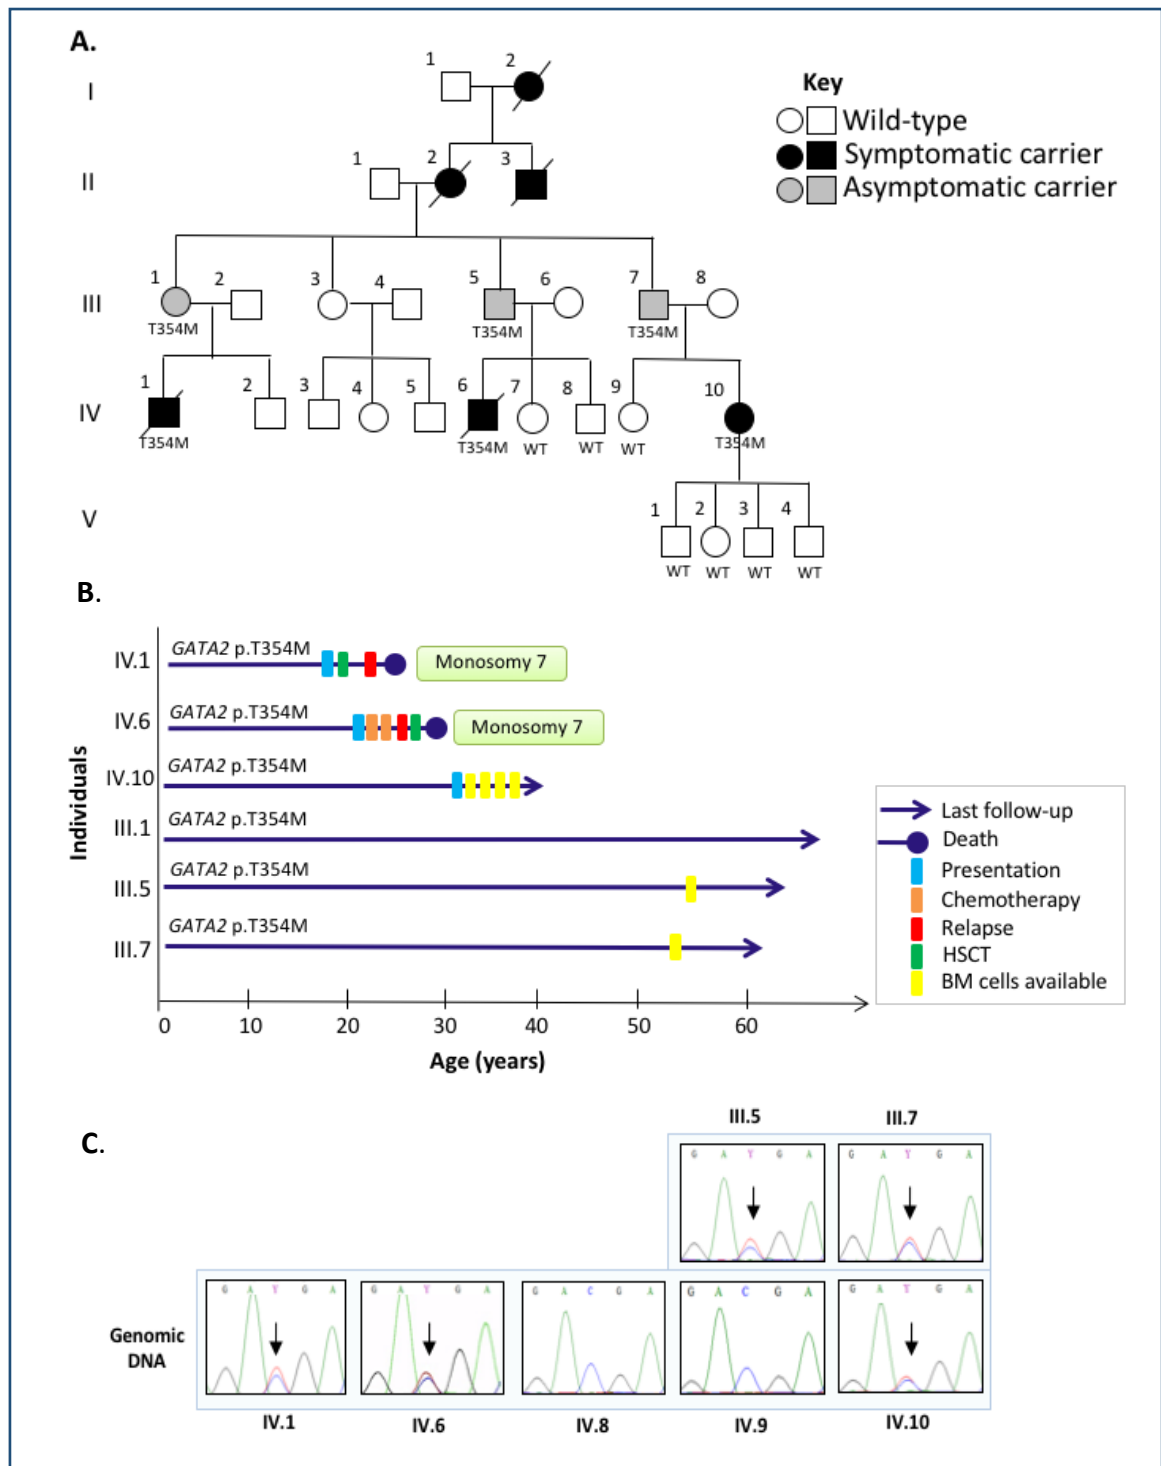 A.
1 2
I
Key
Wild-type
Symptomatic carrier
Asymptomatic carrier
1 2 3
II
1 2 3 4 5 6 7 8
III
T354M T354M T354M
1 2 3 4 5 6 7 8 9 10
IV
T354M T354M WT WT WT T354M
1 2 3 4
V
WT WT WT WT
B.
IV.1 GATA2 p.T354M Monosomy 7
IV.6 GATA2 p.T354M Monosomy 7
IV.10 GATA2 p.T354M
III.1 GATA2 p.T354M
III.5 GATA2 p.T354M
III.7 GATA2 p.T354M
Individuals
0 10 20 30 40 50 60
Age (years)
Last follow-up
Death
Presentation
Chemotherapy
Relapse
HSCT
BM cells available
C.
III.5 III.7
G A Y G A G A Y G A
G A Y G A G A Y G A G A C G A G A C G A G A Y G A
Genomic
DNA
IV.1 IV.6 IV.8 IV.9 IV.10